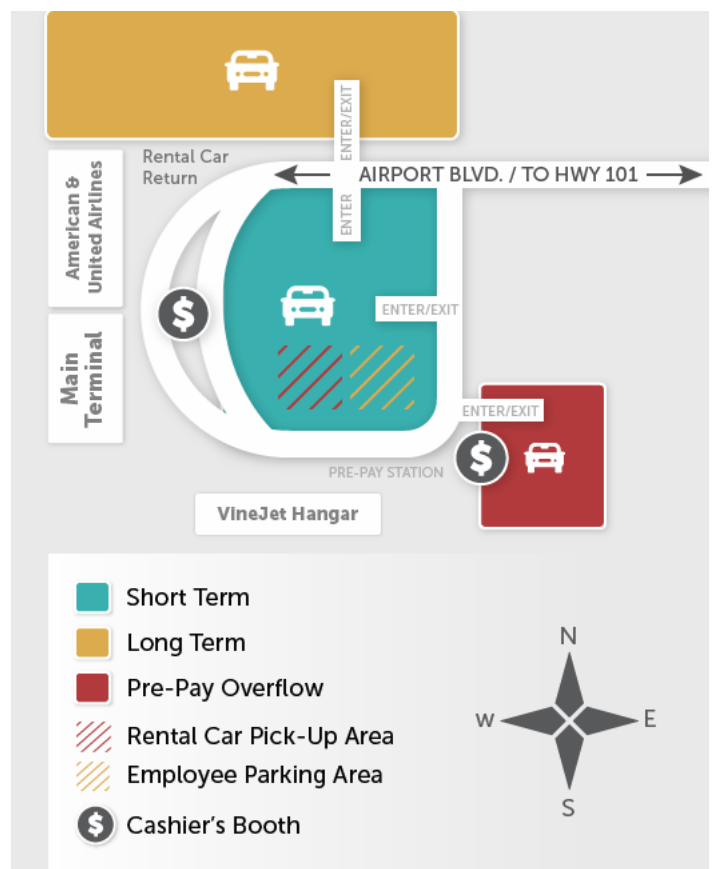 ENTER/EXIT
Rental Car
Return
AIRPORT BLVD. / TO HWY 101
American &
United Airlines
ENTER
$
ENTER/EXIT
Main
Terminal
ENTER/EXIT
$
PRE-PAY STATION
VineJet Hangar
Short Term
Long Term
Pre-Pay Overflow
Rental Car Pick-Up Area
Employee Parking Area
$ Cashier's Booth
N
W E
S